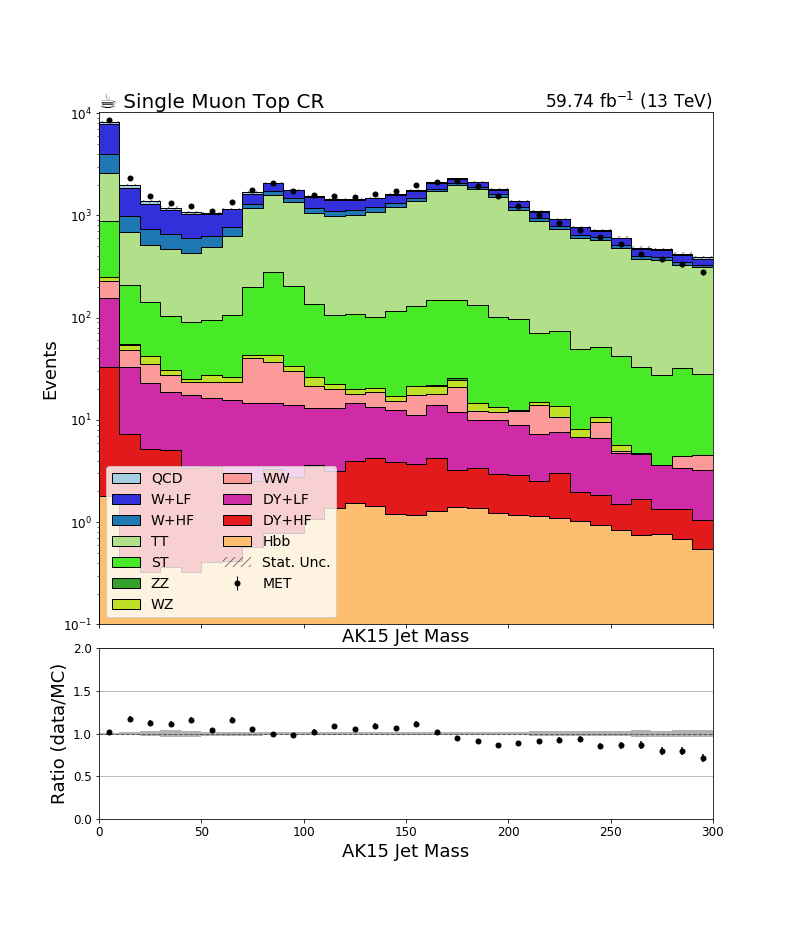 ☕ Single Muon Top CR 59.74 fb⁻¹ (13 TeV)
10⁴
10³
10²
10¹
10⁰
10⁻¹
Events
QCD WW
W+LF DY+LF
W+HF DY+HF
TT Hbb
ST Stat. Unc.
ZZ MET
WZ
AK15 Jet Mass
2.0
1.5
1.0
0.5
0.0
Ratio (data/MC)
0 50 100 150 200 250 300
AK15 Jet Mass